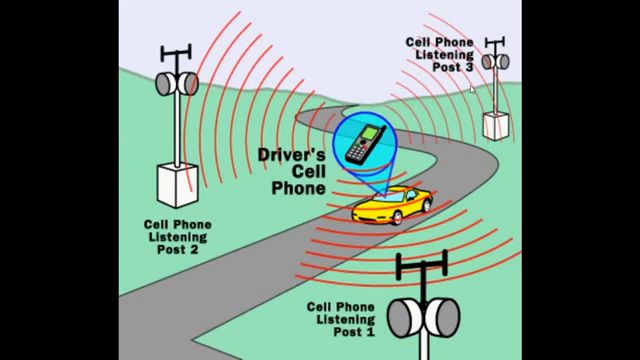 Cell Phone
Listening
Post 3
Driver's
Cell
Phone
Cell Phone
Listening
Post 2
Cell Phone
Listening
Post 1